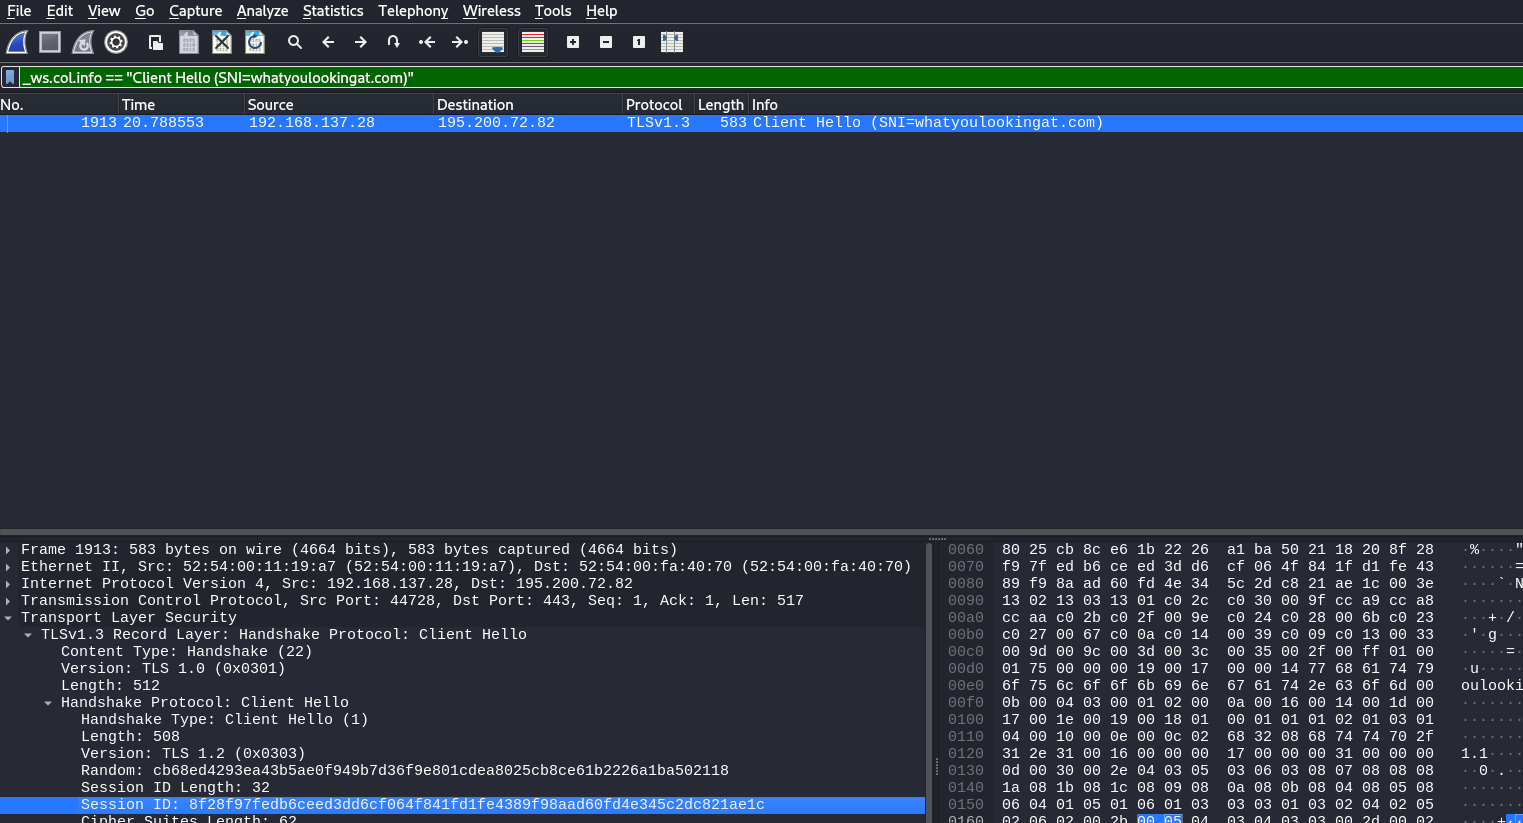 File Edit View Go Capture Analyze Statistics Telephony Wireless Tools Help
_ws.col.info == "Client Hello (SNI=whatyoulookingat.com)"
No. Time Source Destination Protocol Length Info
1913 20.788553 192.168.137.28 195.200.72.82 TLSv1.3 583 Client Hello (SNI=whatyoulookingat.com)
Frame 1913: 583 bytes on wire (4664 bits), 583 bytes captured (4664 bits)
Ethernet II, Src: 52:54:00:11:19:a7 (52:54:00:11:19:a7), Dst: 52:54:00:fa:40:70 (52:54:00:fa:40:70)
Internet Protocol Version 4, Src: 192.168.137.28, Dst: 195.200.72.82
Transmission Control Protocol, Src Port: 44728, Dst Port: 443, Seq: 1, Ack: 1, Len: 517
Transport Layer Security
TLSv1.3 Record Layer: Handshake Protocol: Client Hello
Content Type: Handshake (22)
Version: TLS 1.0 (0x0301)
Length: 512
Handshake Protocol: Client Hello
Handshake Type: Client Hello (1)
Length: 508
Version: TLS 1.2 (0x0303)
Random: cb68ed4293ea43b5ae0f949b7d36f9e801cdea8025cb8ce61b2226a1ba502118
Session ID Length: 32
Session ID: 8f28f97fedb6ceed3dd6cf064f841fd1fe4389f98aad60fd4e345c2dc821ae1c
Cipher Suites Length: 62
0060 80 25 cb 8c e6 1b 22 26 a1 ba 50 21 18 20 8f 28 ·%····"
0070 f9 7f ed b6 ce ed 3d d6 cf 06 4f 84 1f d1 fe 43 ······=
0080 89 f9 8a ad 60 fd 4e 34 5c 2d c8 21 ae 1c 00 3e ····`·N
0090 13 02 13 03 13 01 c0 2c c0 30 00 9f cc a9 cc a8 ·······
00a0 cc aa c0 2b c0 2f 00 9e c0 24 c0 28 00 6b c0 23 ···+·/·
00b0 c0 27 00 67 c0 0a c0 14 00 39 c0 09 c0 13 00 33 ·'·g···
00c0 00 9d 00 9c 00 3d 00 3c 00 35 00 2f 00 ff 01 00 ·····=·
00d0 01 75 00 00 00 19 00 17 00 00 14 77 68 61 74 79 ·u·····
00e0 6f 75 6c 6f 6f 6b 69 6e 67 61 74 2e 63 6f 6d 00 oulooki
00f0 0b 00 04 03 00 01 02 00 0a 00 16 00 14 00 1d 00 ·······
0100 17 00 1e 00 19 00 18 01 00 01 01 01 02 01 03 01 ·······
0110 04 00 10 00 0e 00 0c 02 68 32 08 68 74 74 70 2f ·······
0120 31 2e 31 00 16 00 00 00 17 00 00 00 31 00 00 00 1.1····
0130 0d 00 30 00 2e 04 03 05 03 06 03 08 07 08 08 08 ··0·.··
0140 1a 08 1b 08 1c 08 09 08 0a 08 0b 08 04 08 05 08 ·······
0150 06 04 01 05 01 06 01 03 03 03 01 03 02 04 02 05 ·······
0160 02 06 02 00 2b 00 05 04 03 04 03 03 00 2d 00 02 ····+··